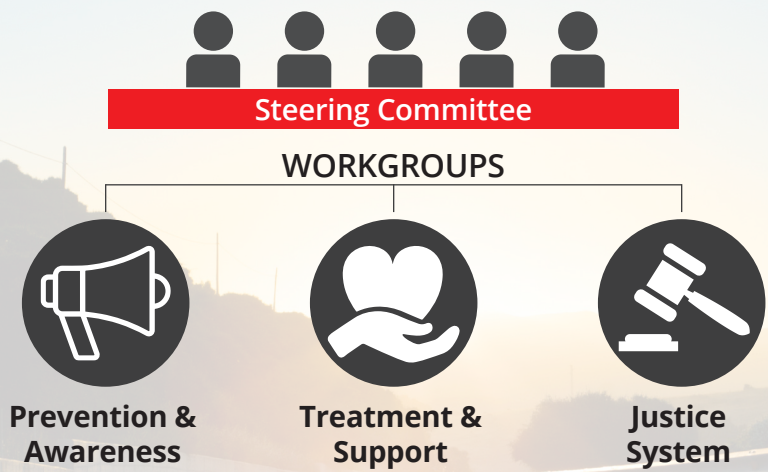 Steering Committee
WORKGROUPS
Prevention &
Awareness
Treatment &
Support
Justice
System